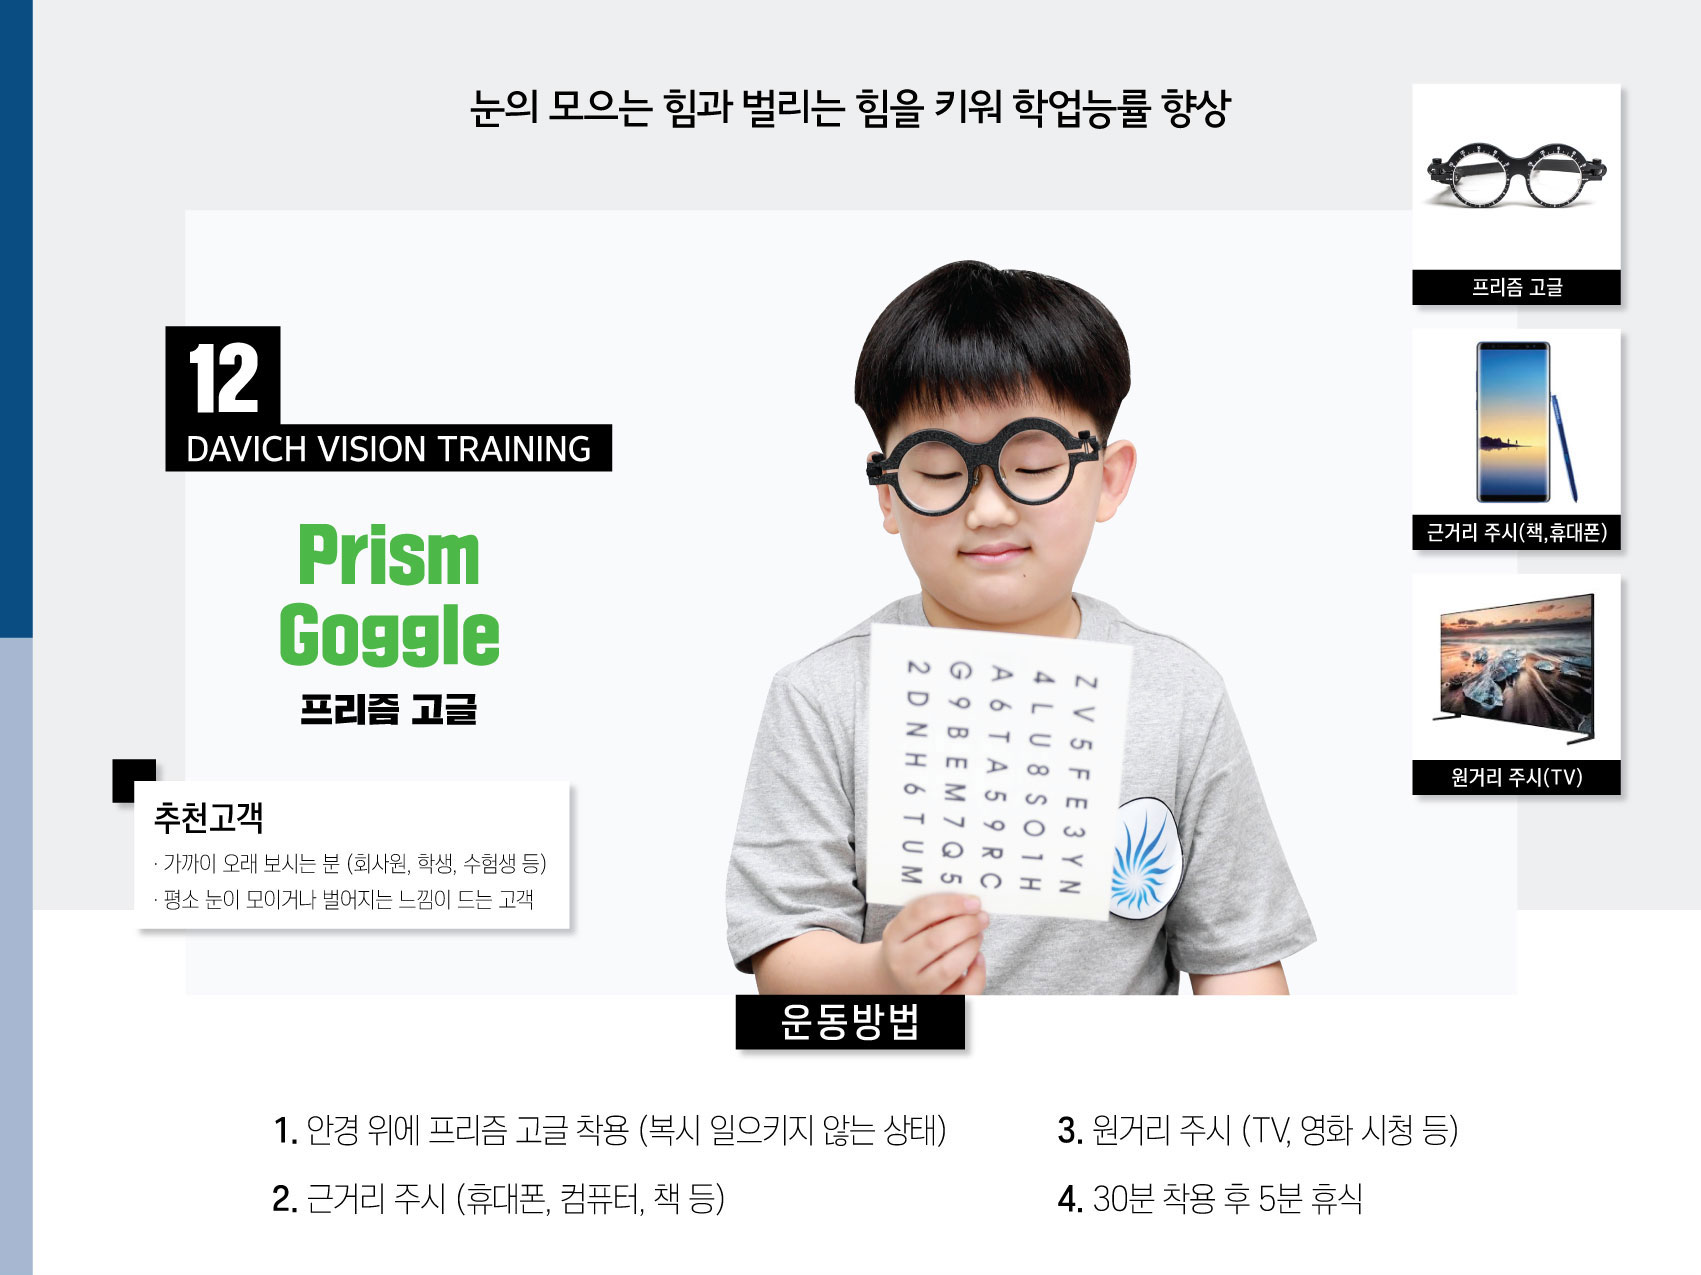 눈의 모으는 힘과 벌리는 힘을 키워 학업능률 향상
프리즘 고글
근거리 주시(책,휴대폰)
원거리 주시(TV)
12
DAVICH VISION TRAINING
Prism
Goggle
프리즘 고글
추천고객
· 가까이 오래 보시는 분 (회사원, 학생, 수험생 등)
· 평소 눈이 모이거나 벌어지는 느낌이 드는 고객
Z V 5 F E 3 Y N
4 L U 8 S O 1 H
A 6 T A 5 9 R C
G 9 B E M 7 Q 5
2 D N H 6 T U M
운동방법
1. 안경 위에 프리즘 고글 착용 (복시 일으키지 않는 상태)
2. 근거리 주시 (휴대폰, 컴퓨터, 책 등)
3. 원거리 주시 (TV, 영화 시청 등)
4. 30분 착용 후 5분 휴식